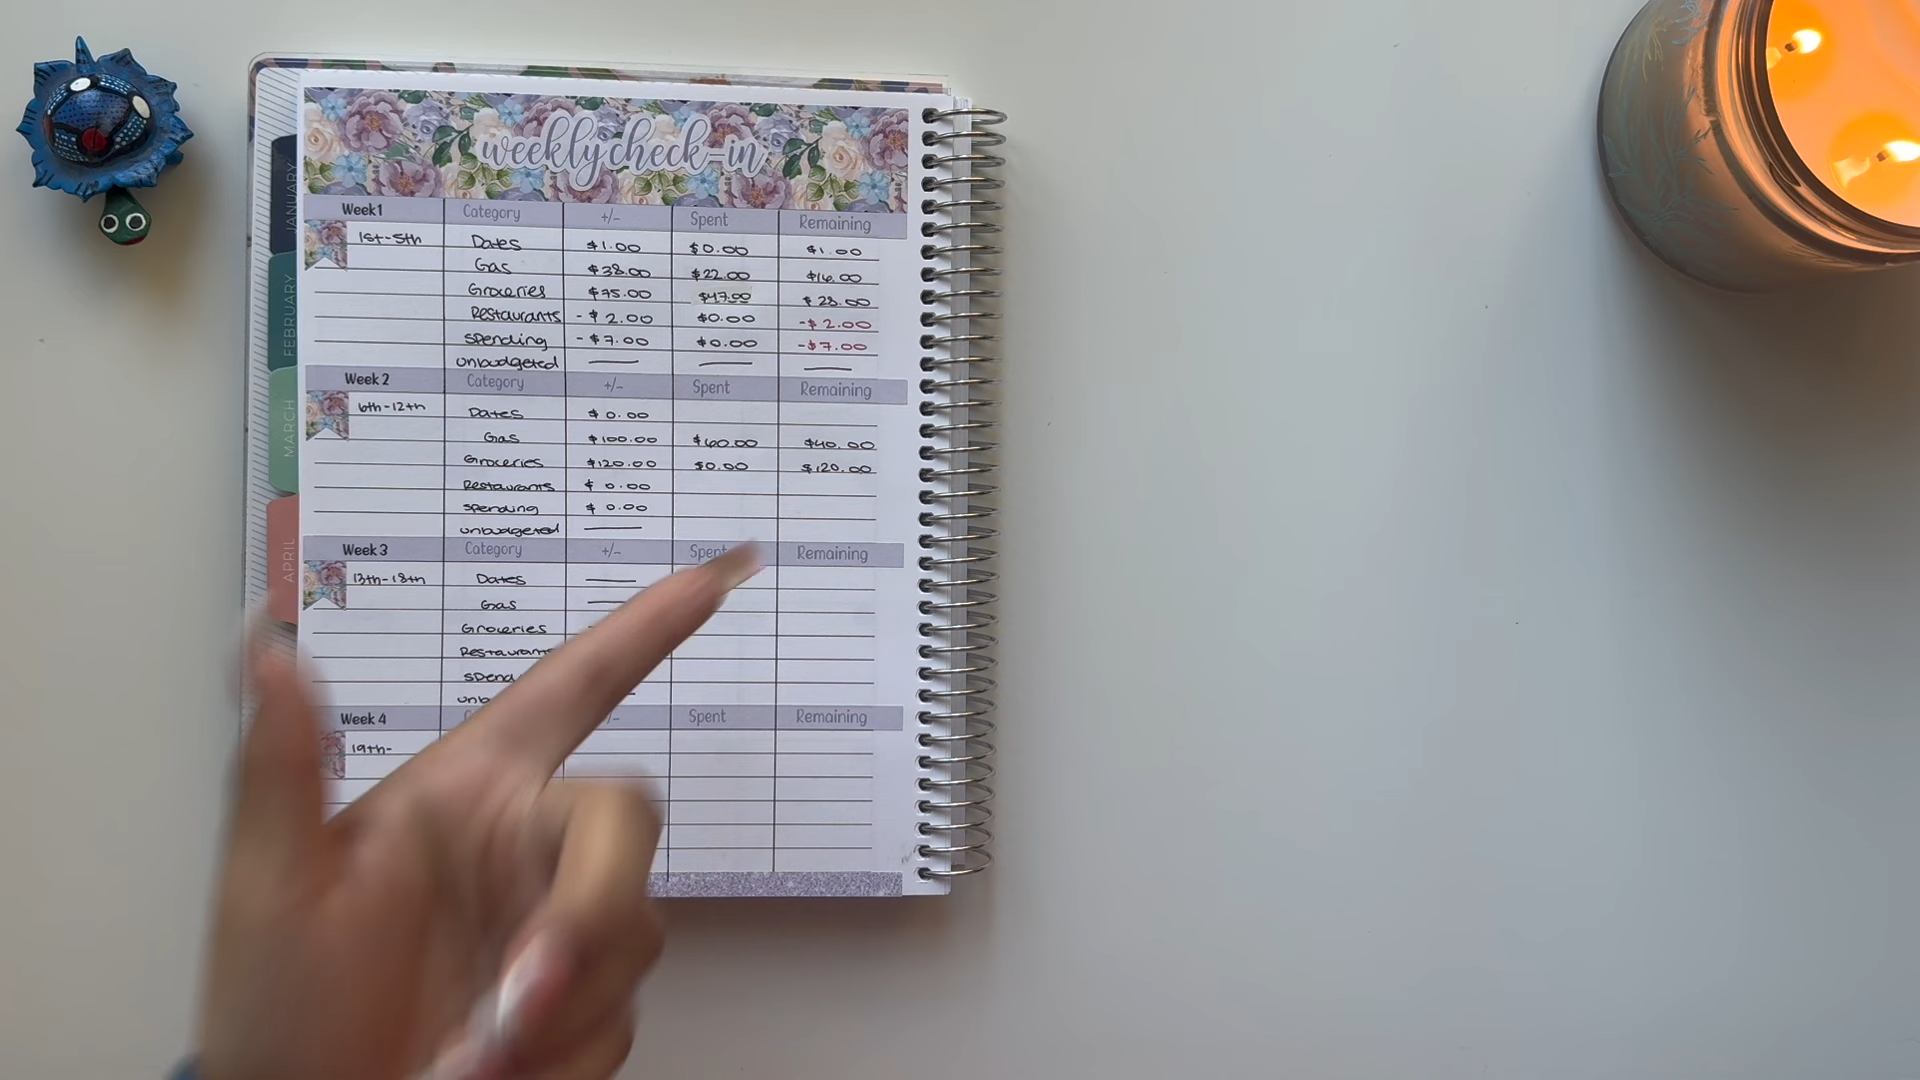 weekly check-in
Week 1 Category +/- Spent Remaining
1st-5th Dates $1.00 $0.00 $1.00
Gas $38.00 $22.00 $16.00
Groceries $75.00 $47.00 $28.00
Restaurants -$2.00 $0.00 -$2.00
Spending -$7.00 $0.00 -$7.00
unbudgeted
Week 2 Category +/- Spent Remaining
6th-12th Dates $0.00
Gas $100.00 $60.00 $40.00
Groceries $120.00 $0.00 $120.00
Restaurants $0.00
Spending $0.00
unbudgeted
Week 3 Category +/- Spent Remaining
13th-18th Dates
Gas
Groceries
Week 4 Spent Remaining
19th-
JANUARY
FEBRUARY
MARCH
APRIL